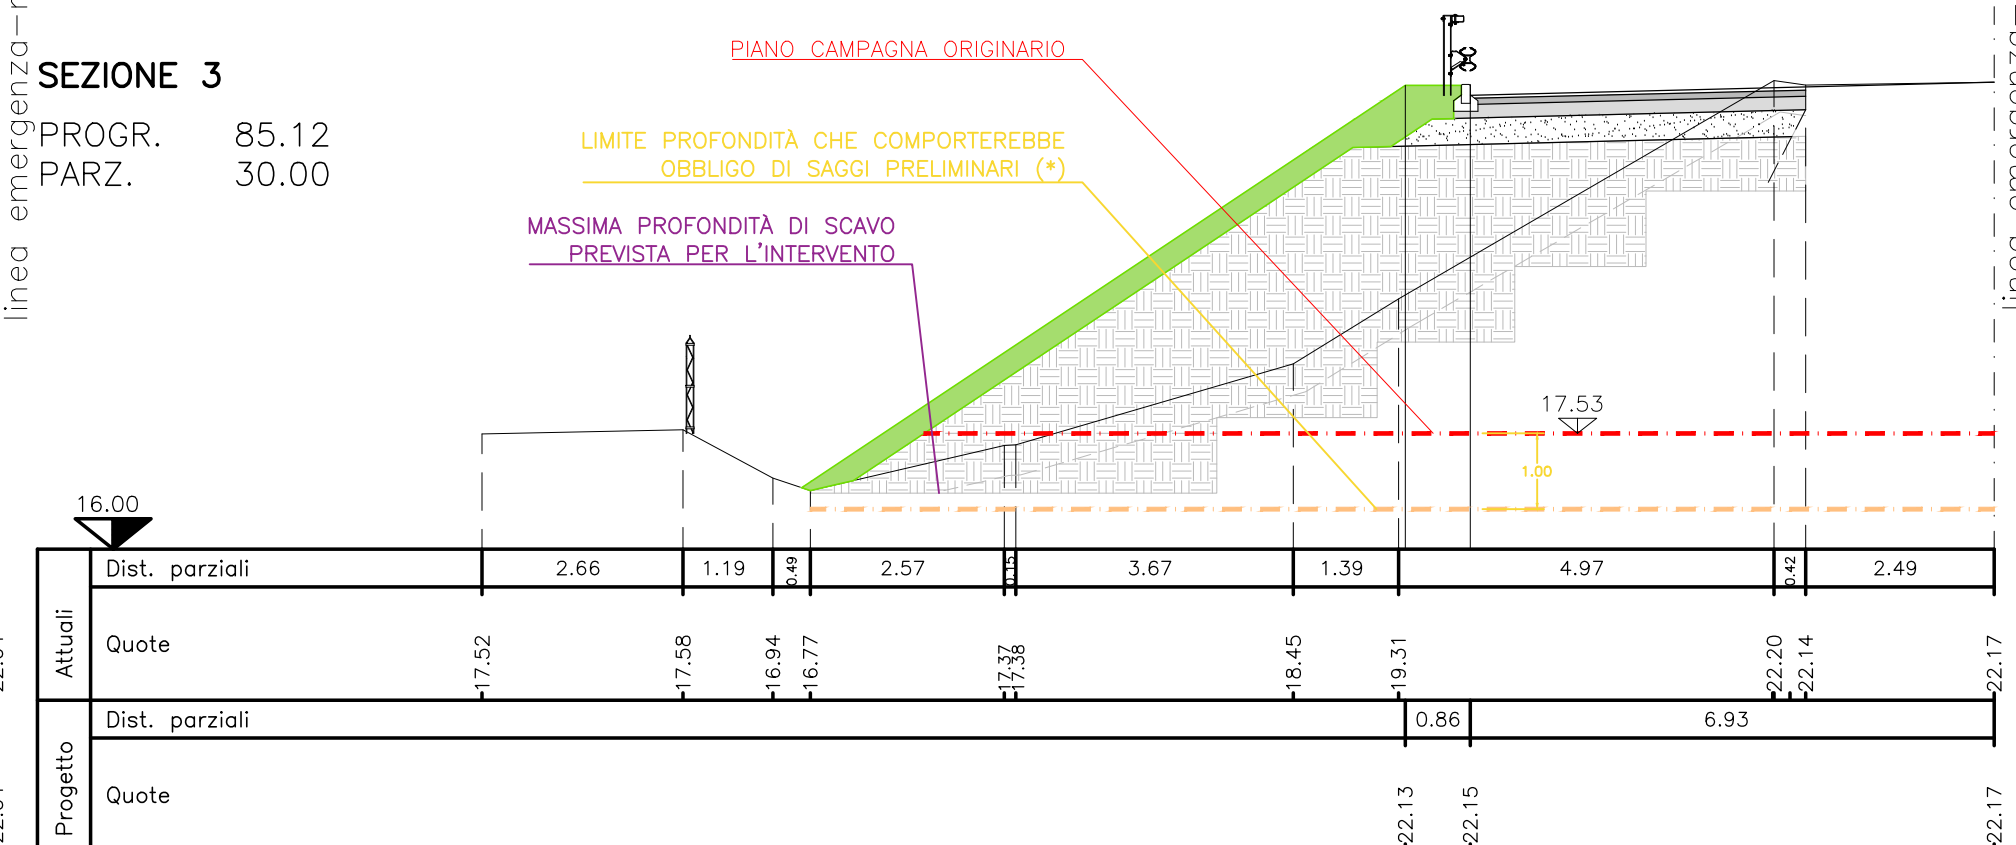 linea emergenza-
SEZIONE 3
PROGR. 85.12
PARZ. 30.00
PIANO CAMPAGNA ORIGINARIO
LIMITE PROFONDITÀ CHE COMPORTEREBBE
OBBLIGO DI SAGGI PRELIMINARI (*)
MASSIMA PROFONDITÀ DI SCAVO
PREVISTA PER L'INTERVENTO
linea emergenza-
17.53
1.00
16.00
Attuali
Dist. parziali 2.66 1.19 0.49 2.57 0.15 3.67 1.39 4.97 0.42 2.49
Quote 17.52 17.58 16.94 16.77 17.37 17.38 18.45 19.31 22.20 22.14 22.17
Progetto
Dist. parziali 0.86 6.93
Quote 22.13 22.15 22.17